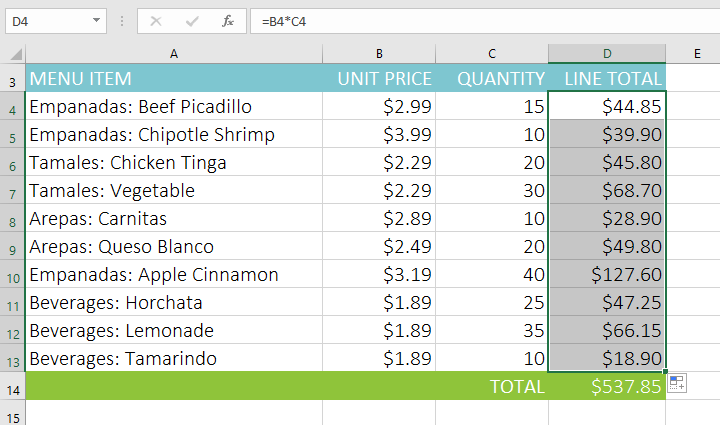 D4 fx =B4*C4
A B C D E
3 MENU ITEM UNIT PRICE QUANTITY LINE TOTAL
4 Empanadas: Beef Picadillo $2.99 15 $44.85
5 Empanadas: Chipotle Shrimp $3.99 10 $39.90
6 Tamales: Chicken Tinga $2.29 20 $45.80
7 Tamales: Vegetable $2.29 30 $68.70
8 Arepas: Carnitas $2.89 10 $28.90
9 Arepas: Queso Blanco $2.49 20 $49.80
10 Empanadas: Apple Cinnamon $3.19 40 $127.60
11 Beverages: Horchata $1.89 25 $47.25
12 Beverages: Lemonade $1.89 35 $66.15
13 Beverages: Tamarindo $1.89 10 $18.90
14 TOTAL $537.85
15